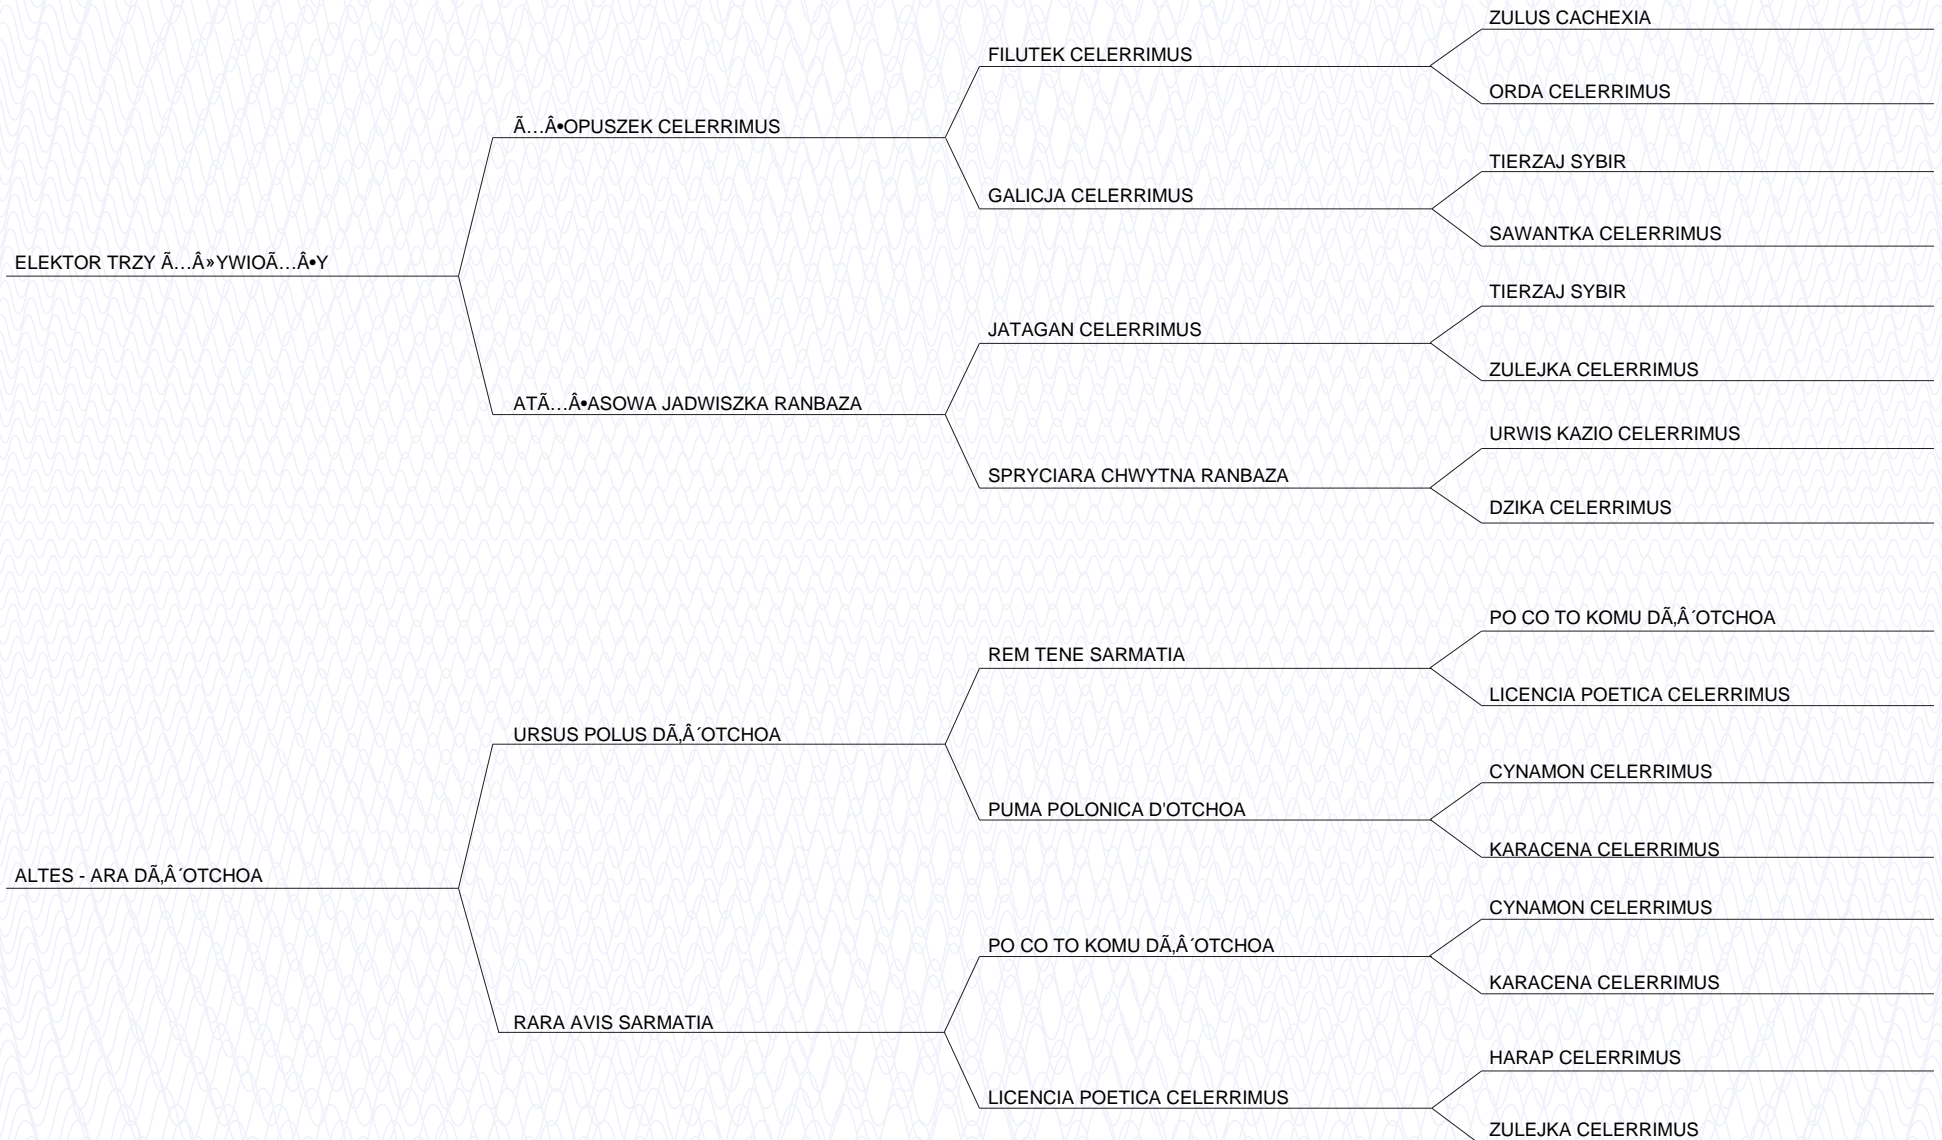 ZULUS CACHEXIA
FILUTEK CELERRIMUS
ORDA CELERRIMUS
Ã…Â•OPUSZEK CELERRIMUS
TIERZAJ SYBIR
GALICJA CELERRIMUS
SAWANTKA CELERRIMUS
ELEKTOR TRZY Ã…Â»YWIOÃ…Â•Y
TIERZAJ SYBIR
JATAGAN CELERRIMUS
ZULEJKA CELERRIMUS
ATÃ…Â•ASOWA JADWISZKA RANBAZA
URWIS KAZIO CELERRIMUS
SPRYCIARA CHWYTNA RANBAZA
DZIKA CELERRIMUS
PO CO TO KOMU DÃ‚Â´OTCHOA
REM TENE SARMATIA
LICENCIA POETICA CELERRIMUS
URSUS POLUS DÃ‚Â´OTCHOA
CYNAMON CELERRIMUS
PUMA POLONICA D'OTCHOA
KARACENA CELERRIMUS
ALTES - ARA DÃ‚Â´OTCHOA
CYNAMON CELERRIMUS
PO CO TO KOMU DÃ‚Â´OTCHOA
KARACENA CELERRIMUS
RARA AVIS SARMATIA
HARAP CELERRIMUS
LICENCIA POETICA CELERRIMUS
ZULEJKA CELERRIMUS